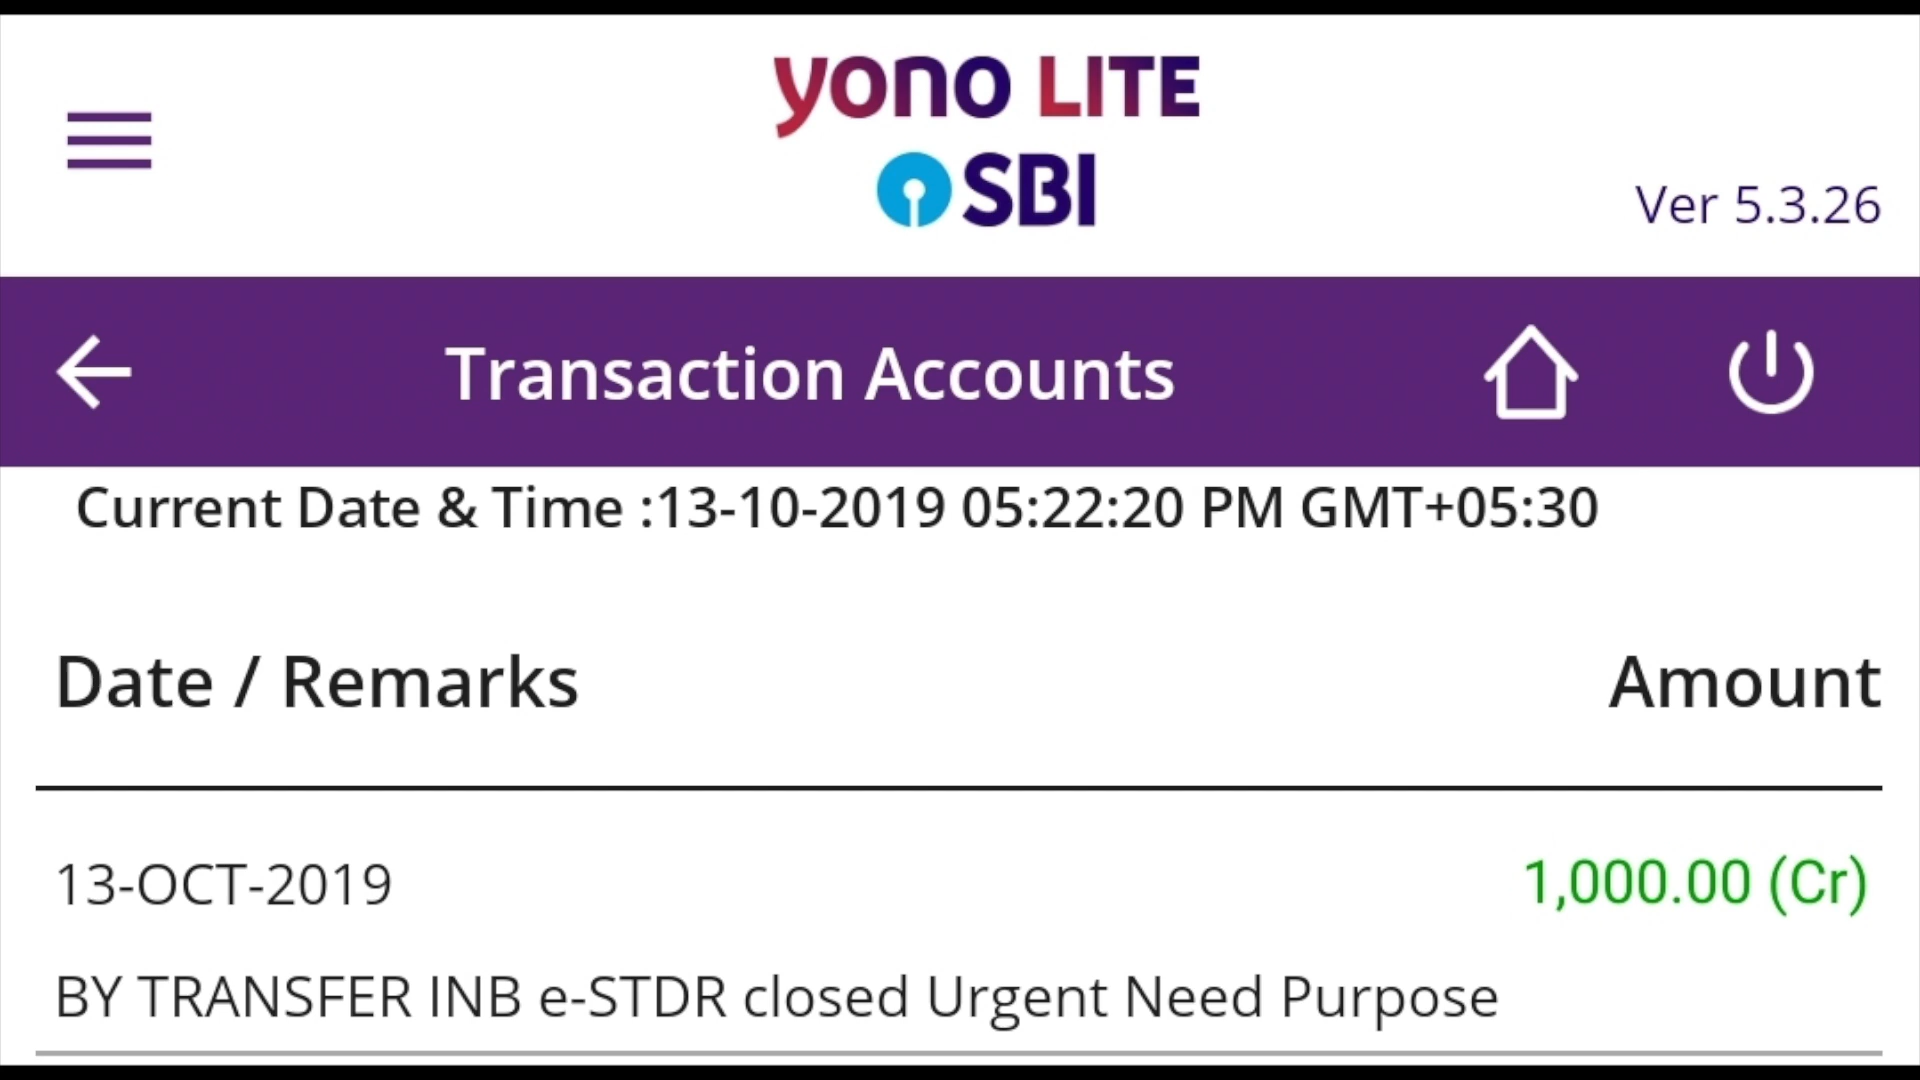 yono LITE
SBI
Ver 5.3.26
Transaction Accounts
Current Date & Time :13-10-2019 05:22:20 PM GMT+05:30
Date / Remarks Amount
13-OCT-2019 1,000.00 (Cr)
BY TRANSFER INB e-STDR closed Urgent Need Purpose